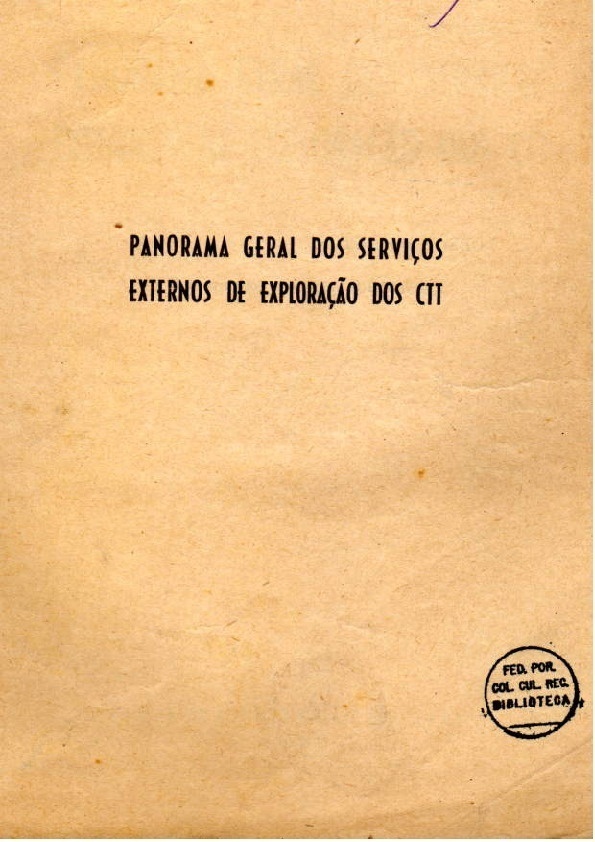 PANORAMA GERAL DOS SERVIÇOS
EXTERNOS DE EXPLORAÇÃO DOS CTT
FED. POR.
COL. CUL. REC.
BIBLIOTECA